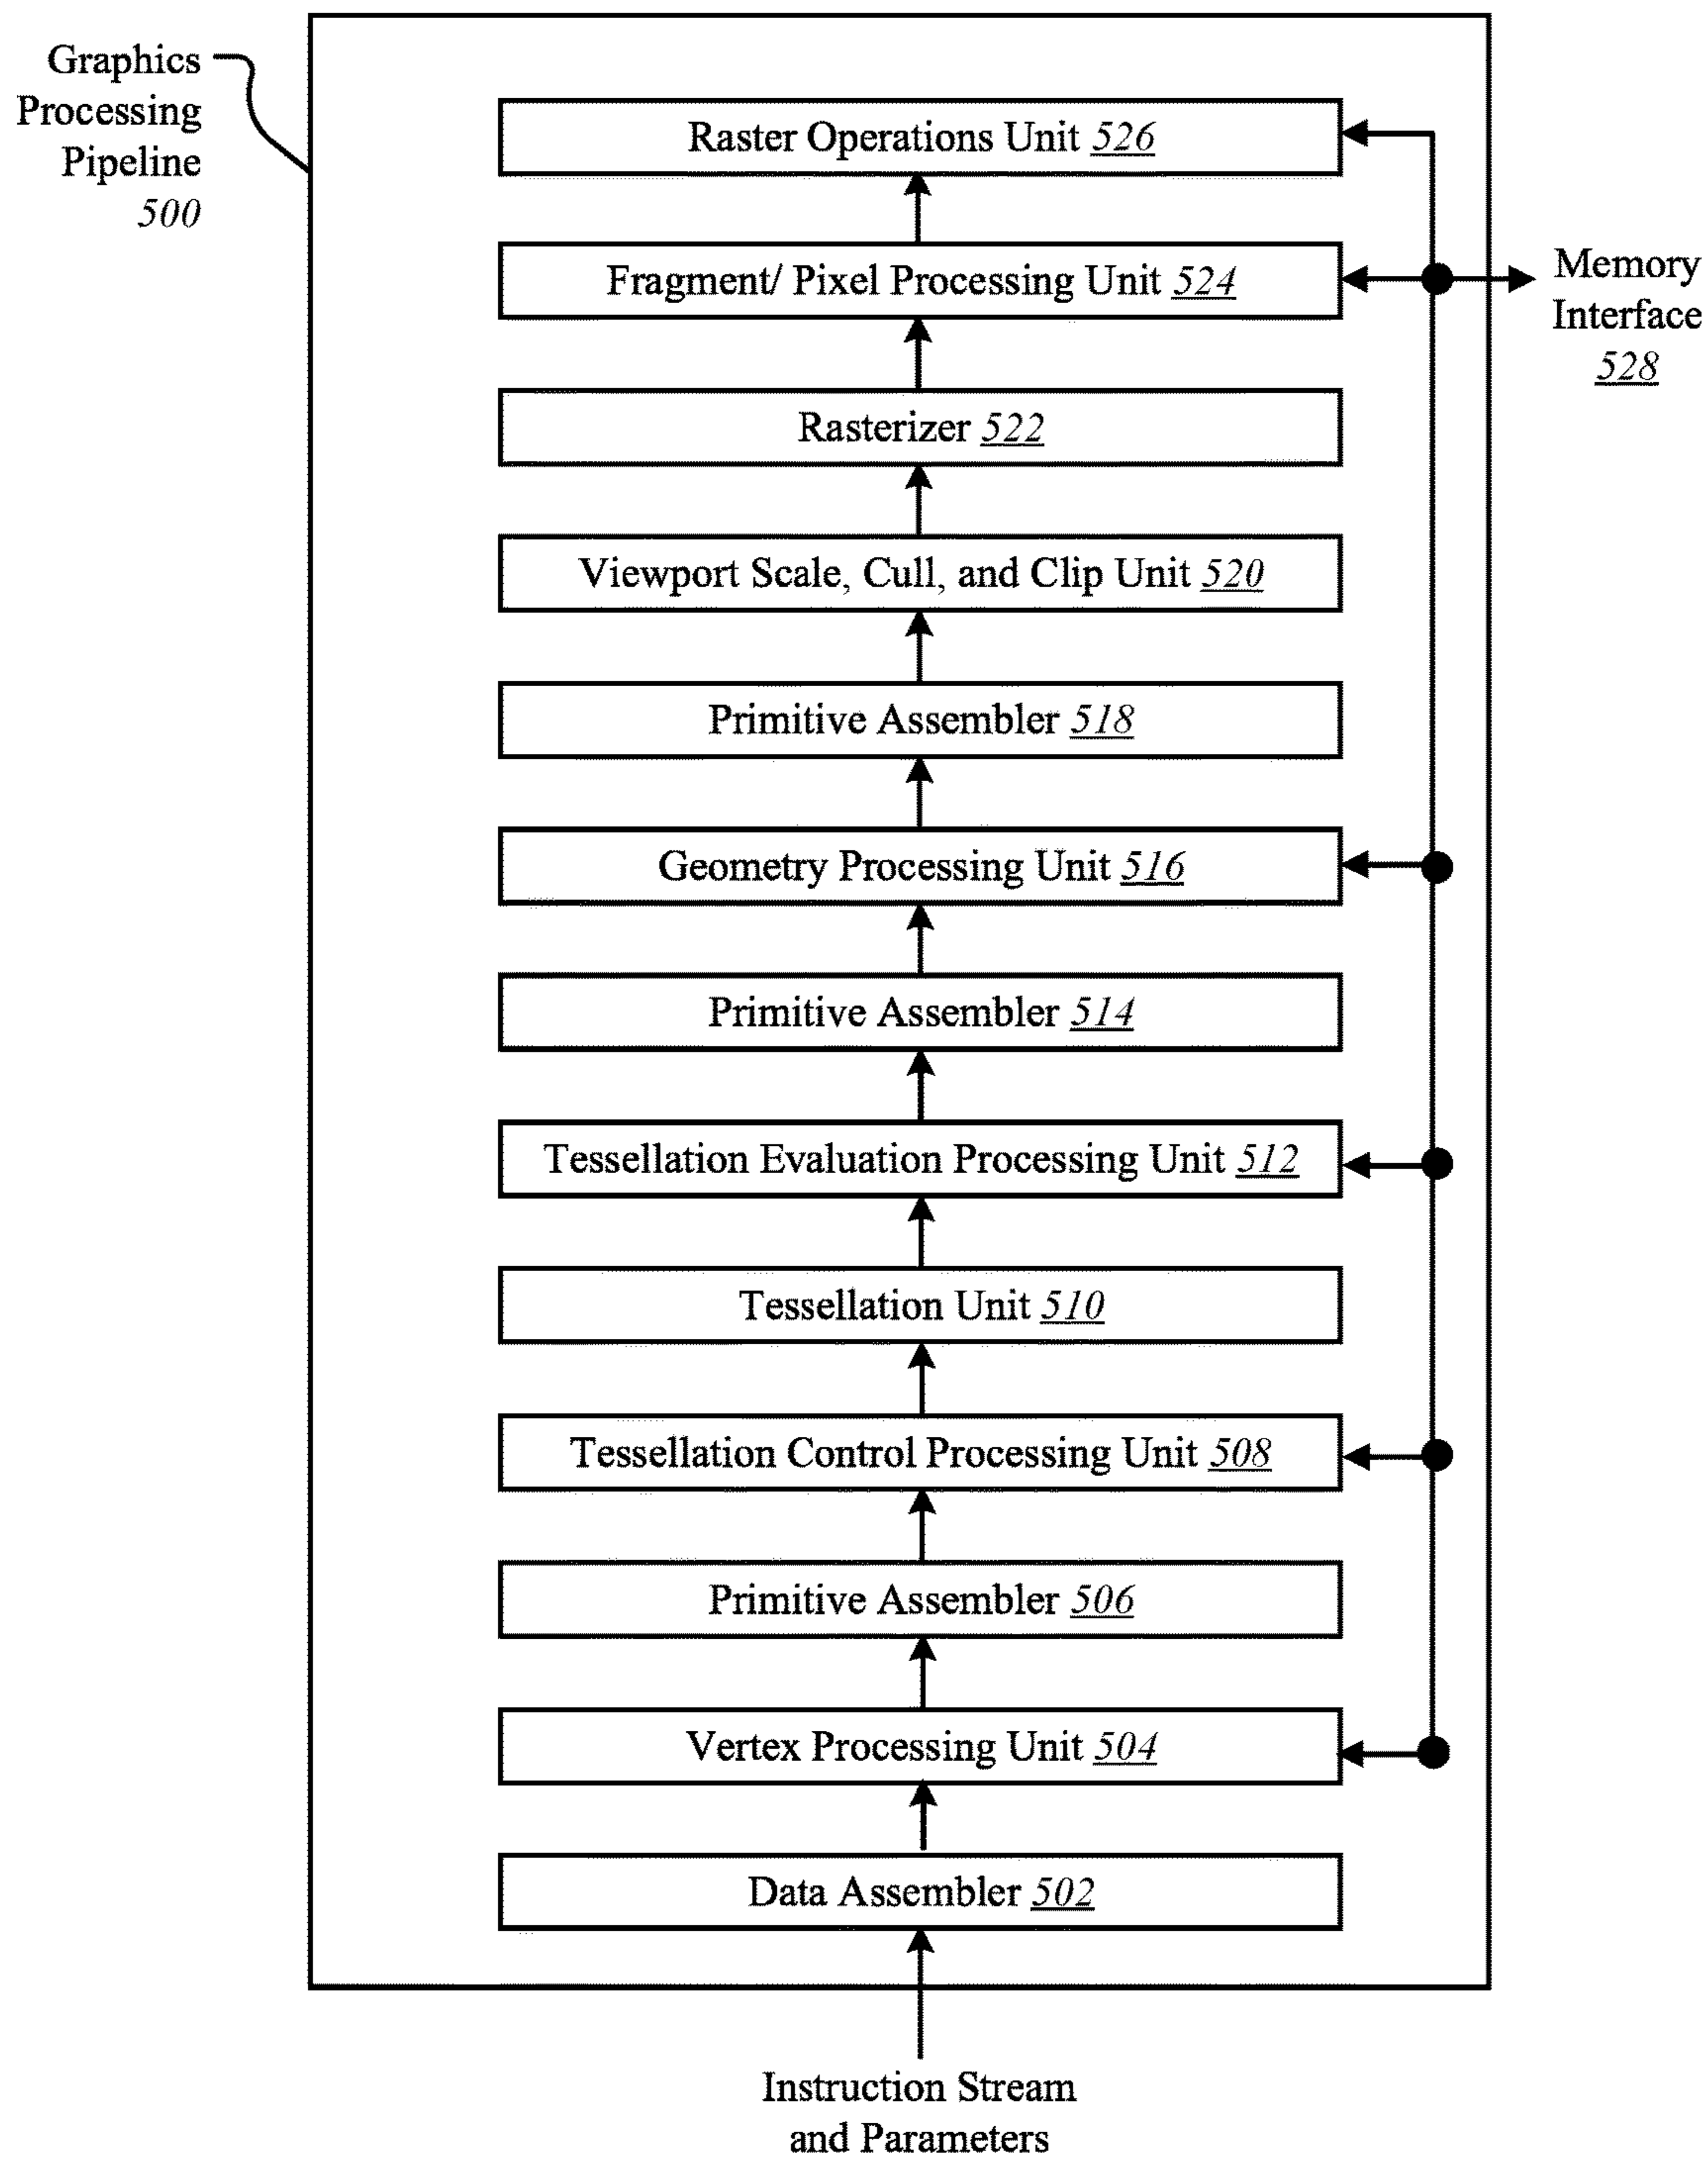 Graphics
Processing
Pipeline
500
Raster Operations Unit 526
Fragment/ Pixel Processing Unit 524
Memory
Interface
528
Rasterizer 522
Viewport Scale, Cull, and Clip Unit 520
Primitive Assembler 518
Geometry Processing Unit 516
Primitive Assembler 514
Tessellation Evaluation Processing Unit 512
Tessellation Unit 510
Tessellation Control Processing Unit 508
Primitive Assembler 506
Vertex Processing Unit 504
Data Assembler 502
Instruction Stream
and Parameters